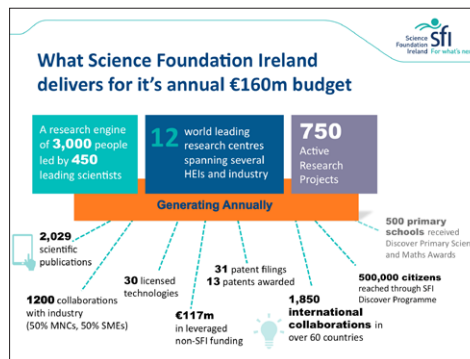 Science
Foundation
Ireland
sfi
For what's next
What Science Foundation Ireland
delivers for it's annual €160m budget
A research engine
of 3,000 people
led by 450
leading scientists
12
world leading
research centres
spanning several
HEIs and industry
750
Active
Research
Projects
Generating Annually
2,029
scientific
publications
1200 collaborations
with industry
(50% MNCs, 50% SMEs)
30 licensed
technologies
€117m
in leveraged
non-SFI funding
31 patent filings
13 patents awarded
1,850
international
collaborations in
over 60 countries
500 primary
schools received
Discover Primary Scien
and Maths Awards
500,000 citizens
reached through SFI
Discover Programme